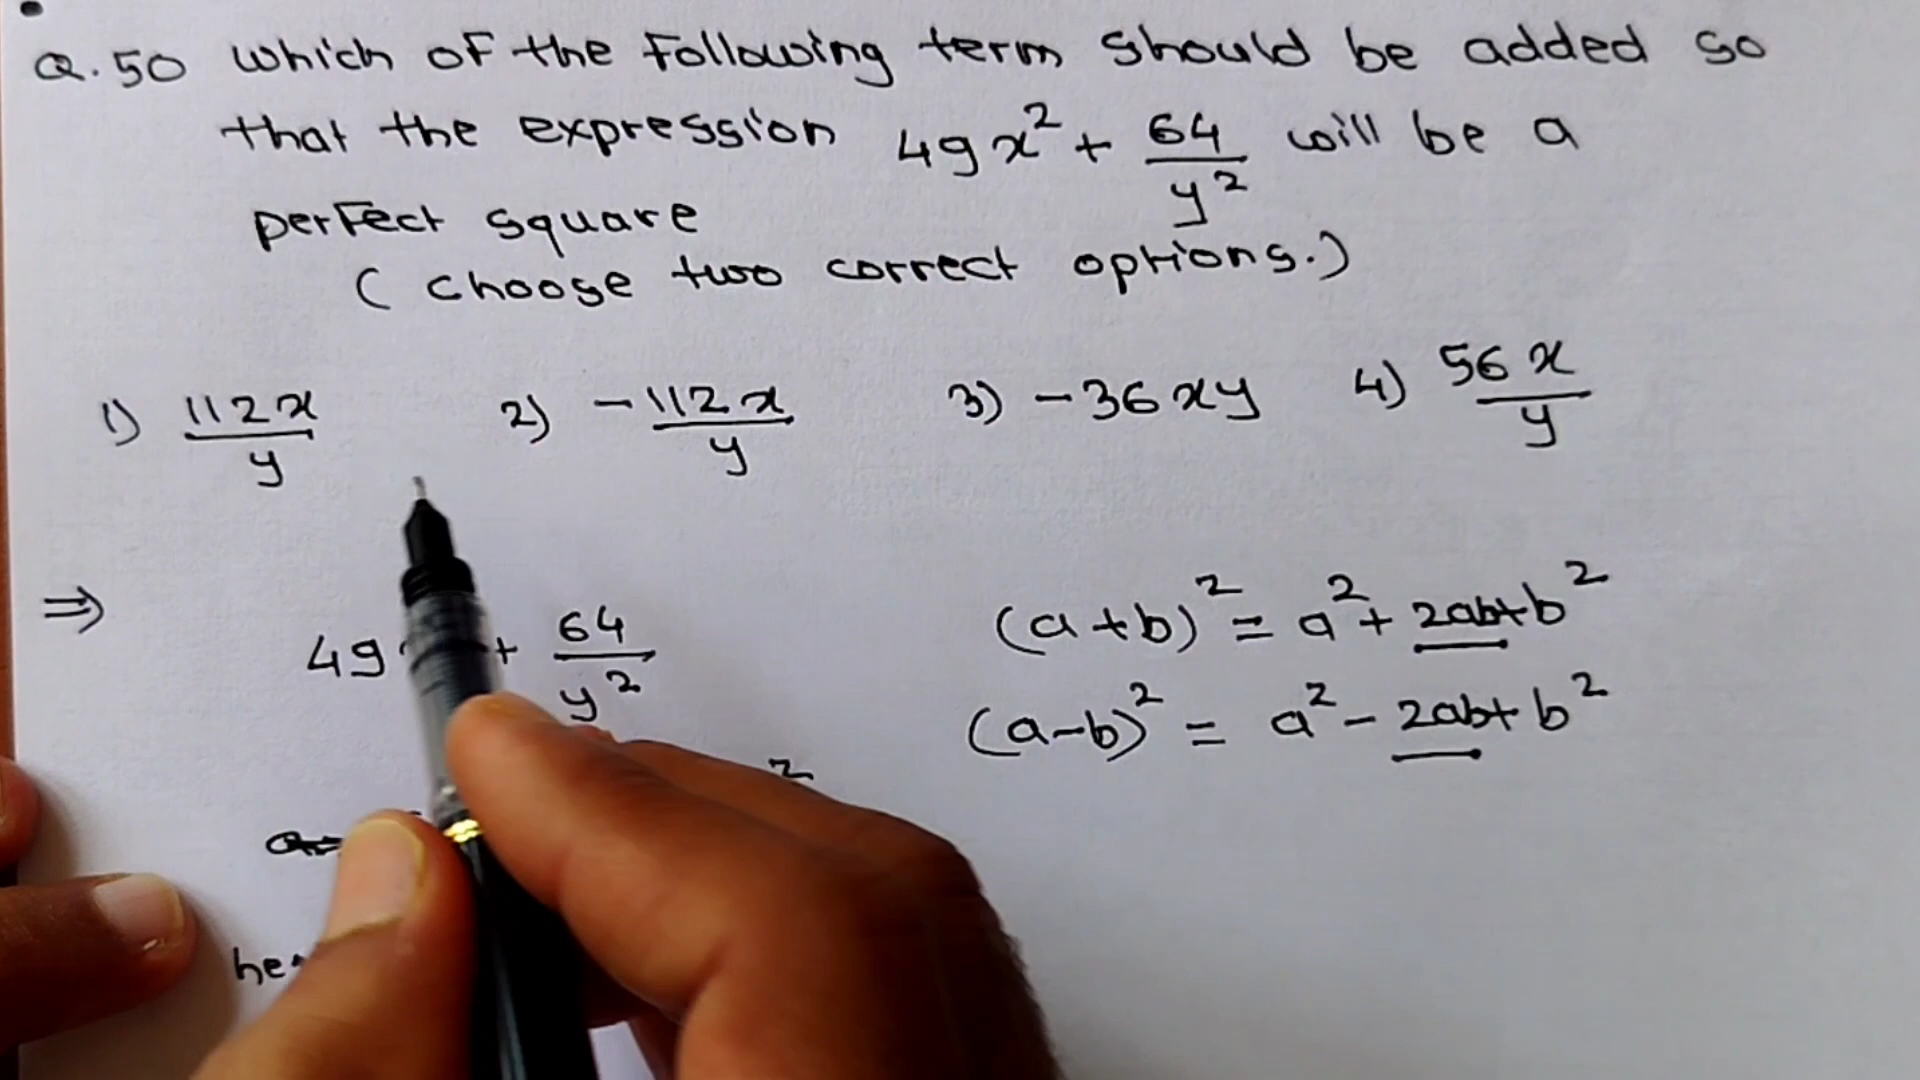 Q.50 which of the following term should be added so
that the expression 49x² + 64/y² will be a
perfect square
( choose two correct options.)
1) 112x/y 2) -112x/y 3) -36xy 4) 56x/y
⇒ 49 + 64/y²
(a+b)² = a² + 2ab + b²
(a-b)² = a² - 2ab + b²